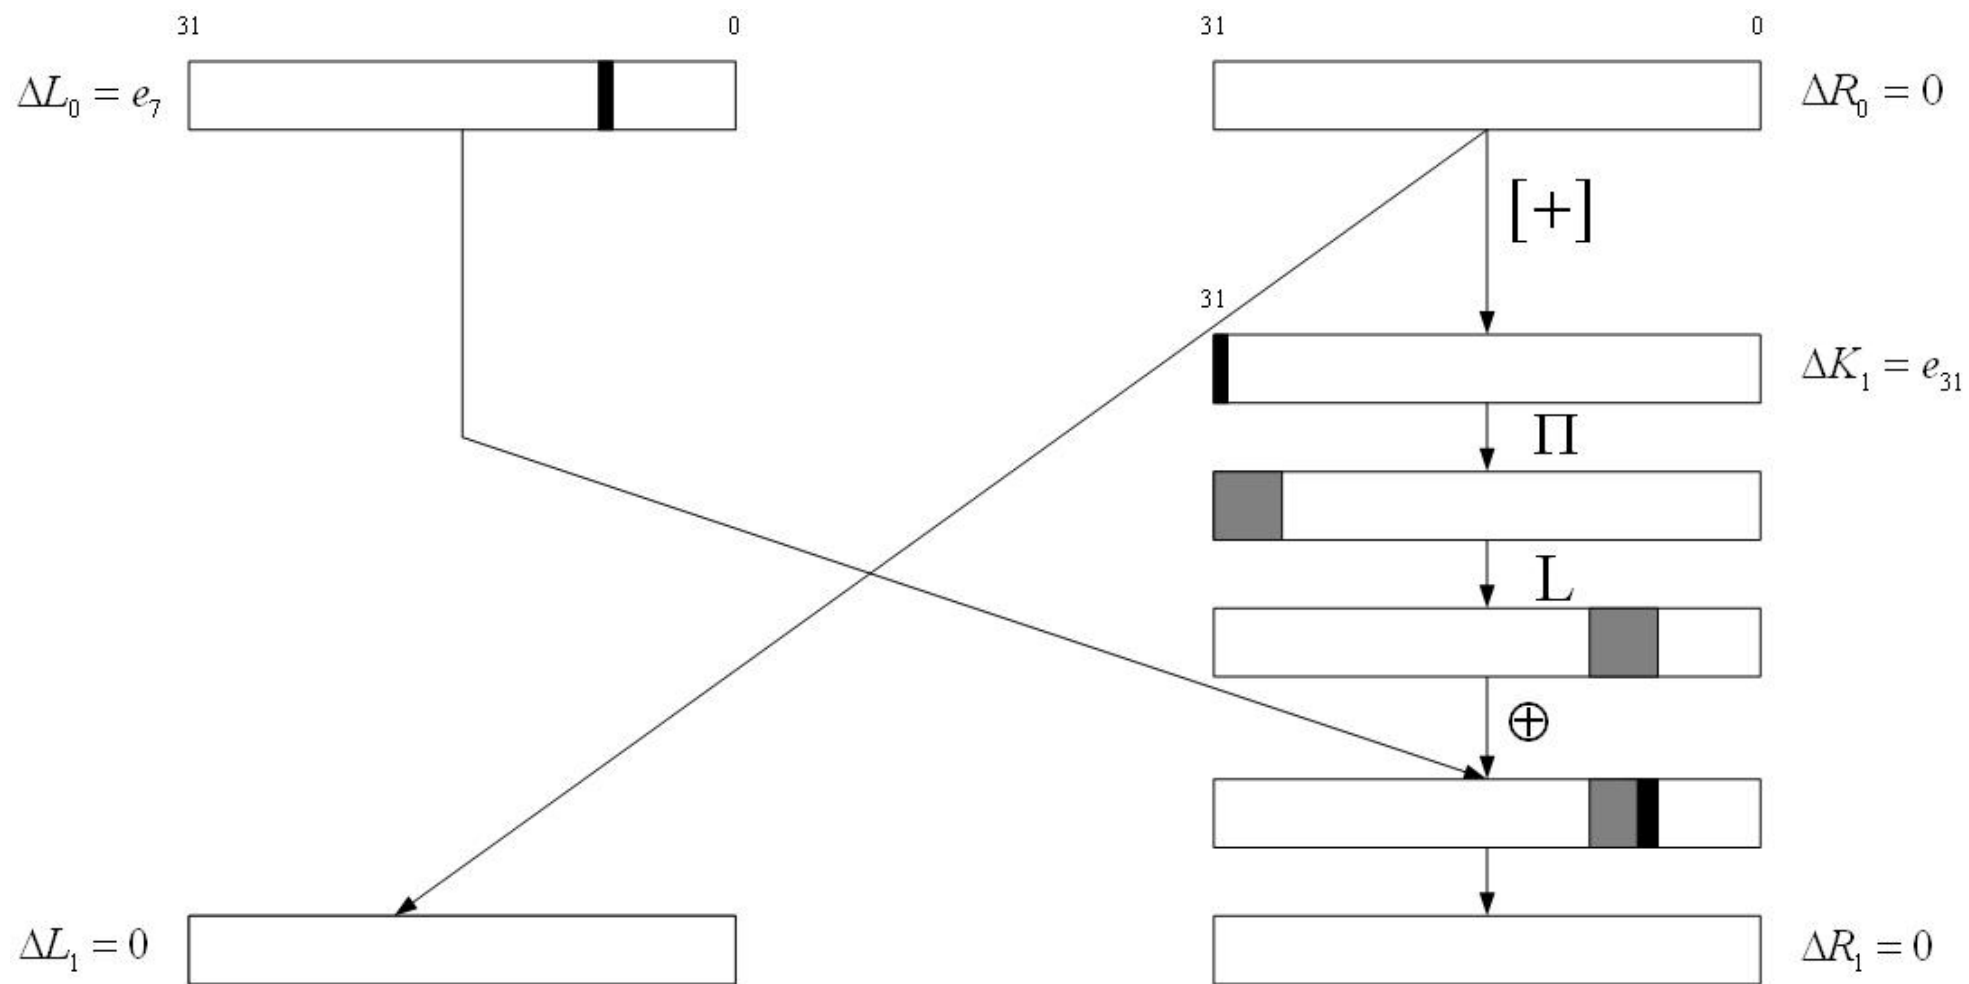 31 0 31 0
ΔL₀ = e₇ ΔR₀ = 0
[+]
31
ΔK₁ = e₃₁
Π
L
⊕
ΔL₁ = 0 ΔR₁ = 0